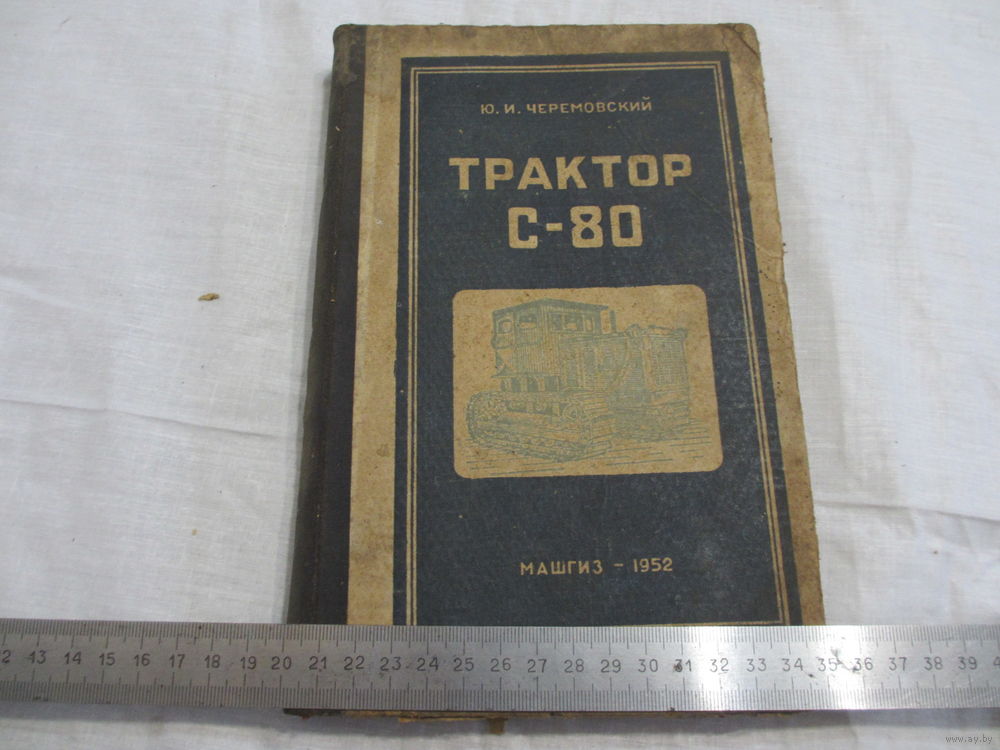 Ю. И. ЧЕРЕМОВСКИЙ
ТРАКТОР
С-80
МАШГИЗ - 1952
2 13 14 15 16 17 18 19 20 21 22 23 24 25 26 27 28 29 30 31 32 33 34 35 36 37 38 39
www.ay.by